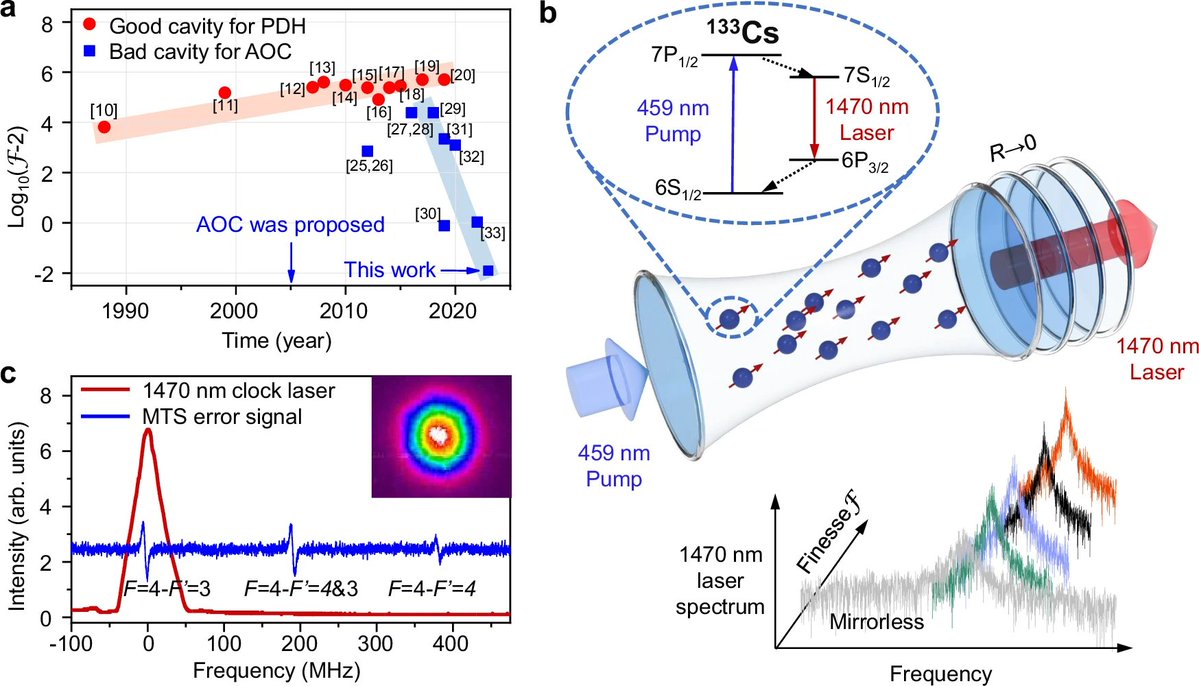 a
Good cavity for PDH
Bad cavity for AOC
8
6
4
2
0
-2
Log10(ℱ-2)
[10]
[11]
[12]
[13]
[14]
[15]
[16]
[17]
[18]
[19]
[20]
[25,26]
[27,28]
[29]
[30]
[31]
[32]
[33]
AOC was proposed
This work
1990
2000
2010
2020
Time (year)
b
133Cs
7P1/2
7S1/2
459 nm
Pump
1470 nm
Laser
6P3/2
6S1/2
R→0
459 nm
Pump
1470 nm
Laser
Finesse ℱ
1470 nm
laser
spectrum
Mirrorless
Frequency
c
1470 nm clock laser
MTS error signal
8
6
4
2
0
Intensity (arb. units)
F=4-F'=3
F=4-F'=4&3
F=4-F'=4
-100
0
100
200
300
400
Frequency (MHz)